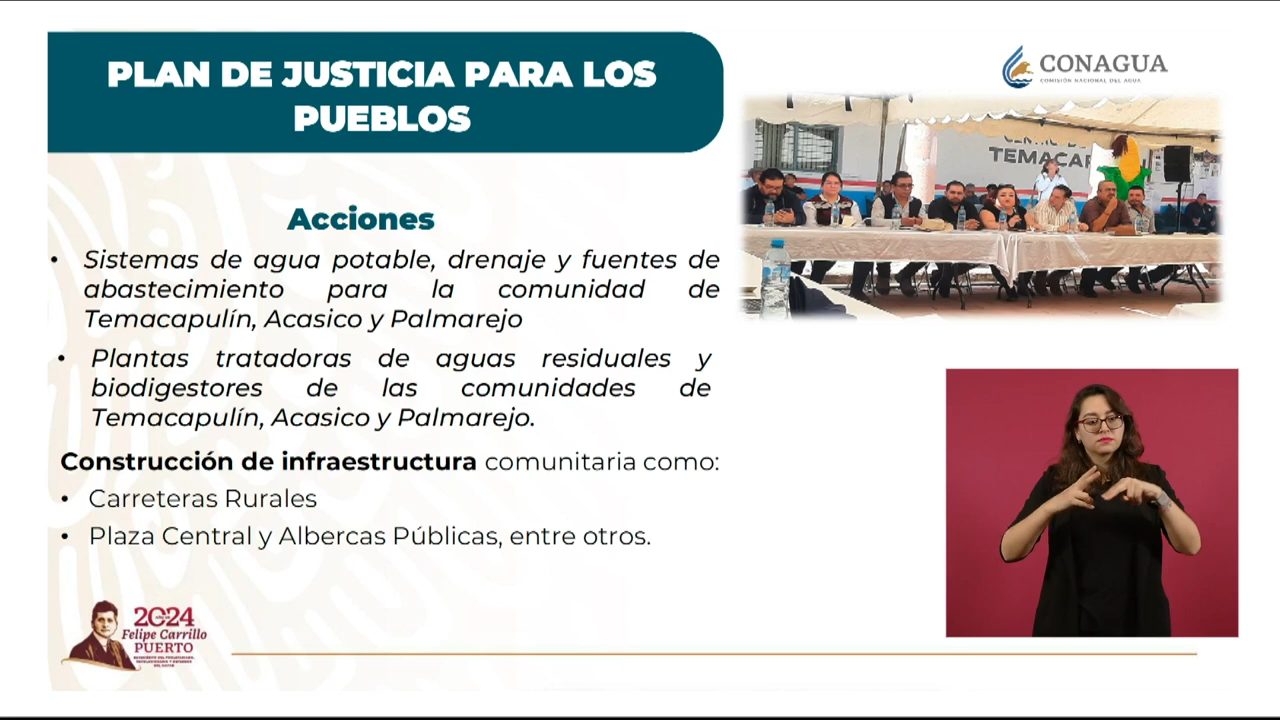 PLAN DE JUSTICIA PARA LOS
PUEBLOS
CONAGUA
COMISIÓN NACIONAL DEL AGUA
TEMACAP
Acciones
• Sistemas de agua potable, drenaje y fuentes de
abastecimiento para la comunidad de
Temacapulín, Acasico y Palmarejo
• Plantas tratadoras de aguas residuales y
biodigestores de las comunidades de
Temacapulín, Acasico y Palmarejo.
Construcción de infraestructura comunitaria como:
• Carreteras Rurales
• Plaza Central y Albercas Públicas, entre otros.
2024
Felipe Carrillo
PUERTO